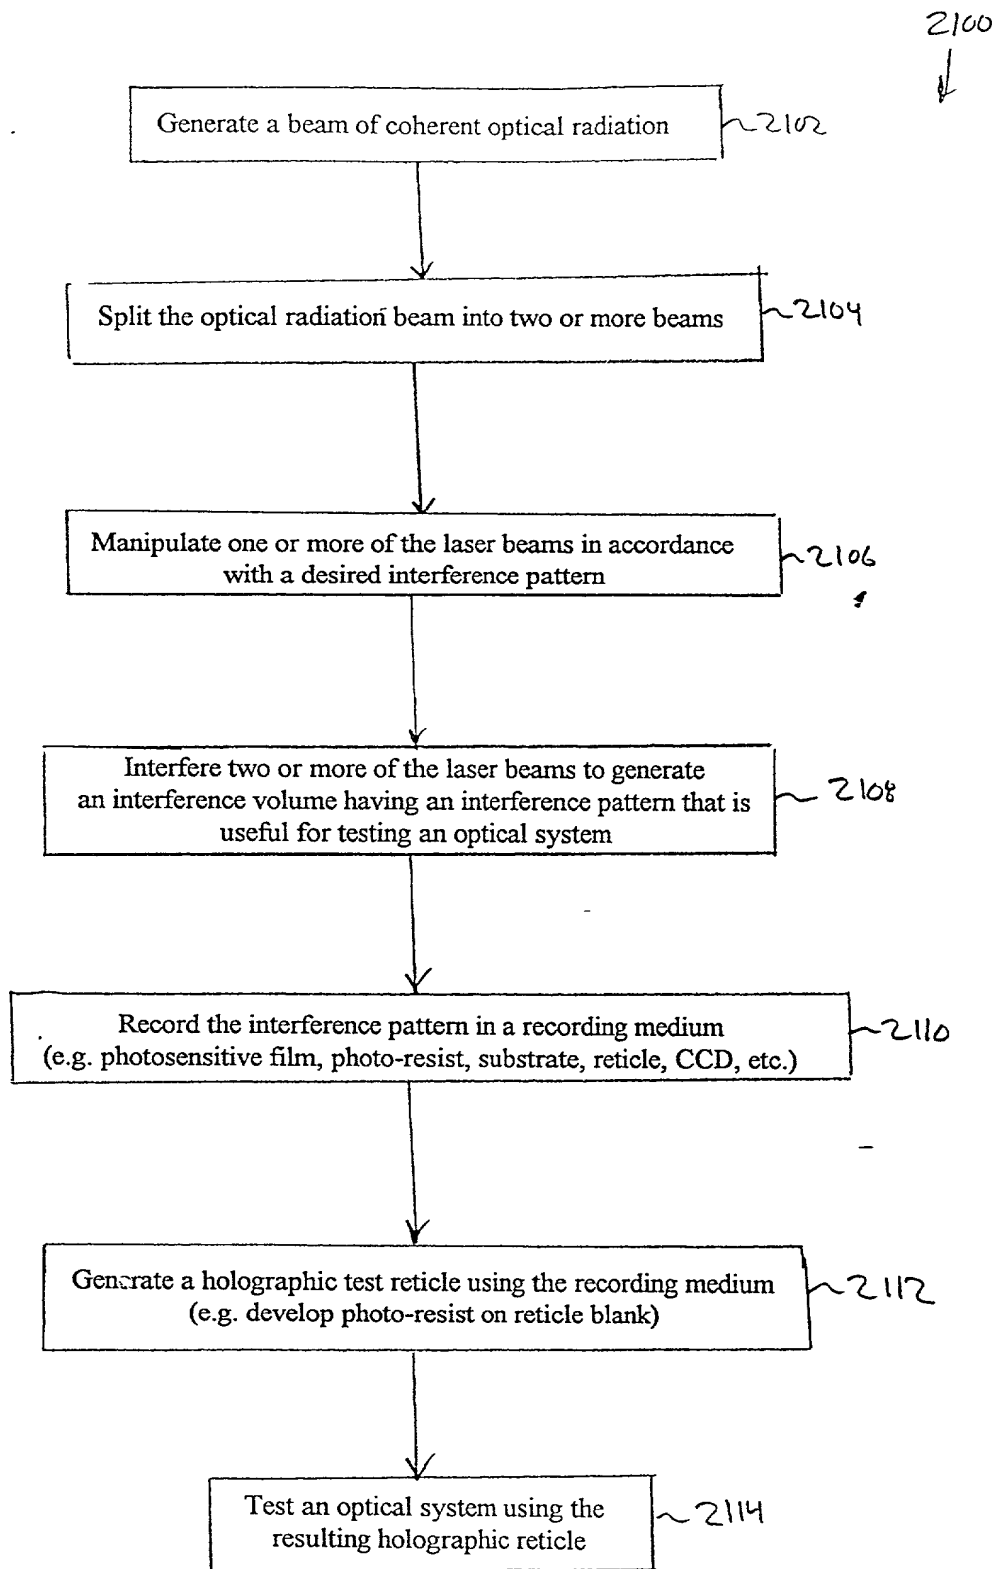 2100
Generate a beam of coherent optical radiation
2102
Split the optical radiation beam into two or more beams
2104
Manipulate one or more of the laser beams in accordance
with a desired interference pattern
2106
Interfere two or more of the laser beams to generate
an interference volume having an interference pattern that is
useful for testing an optical system
2108
Record the interference pattern in a recording medium
(e.g. photosensitive film, photo-resist, substrate, reticle, CCD, etc.)
2110
Generate a holographic test reticle using the recording medium
(e.g. develop photo-resist on reticle blank)
2112
Test an optical system using the
resulting holographic reticle
2114